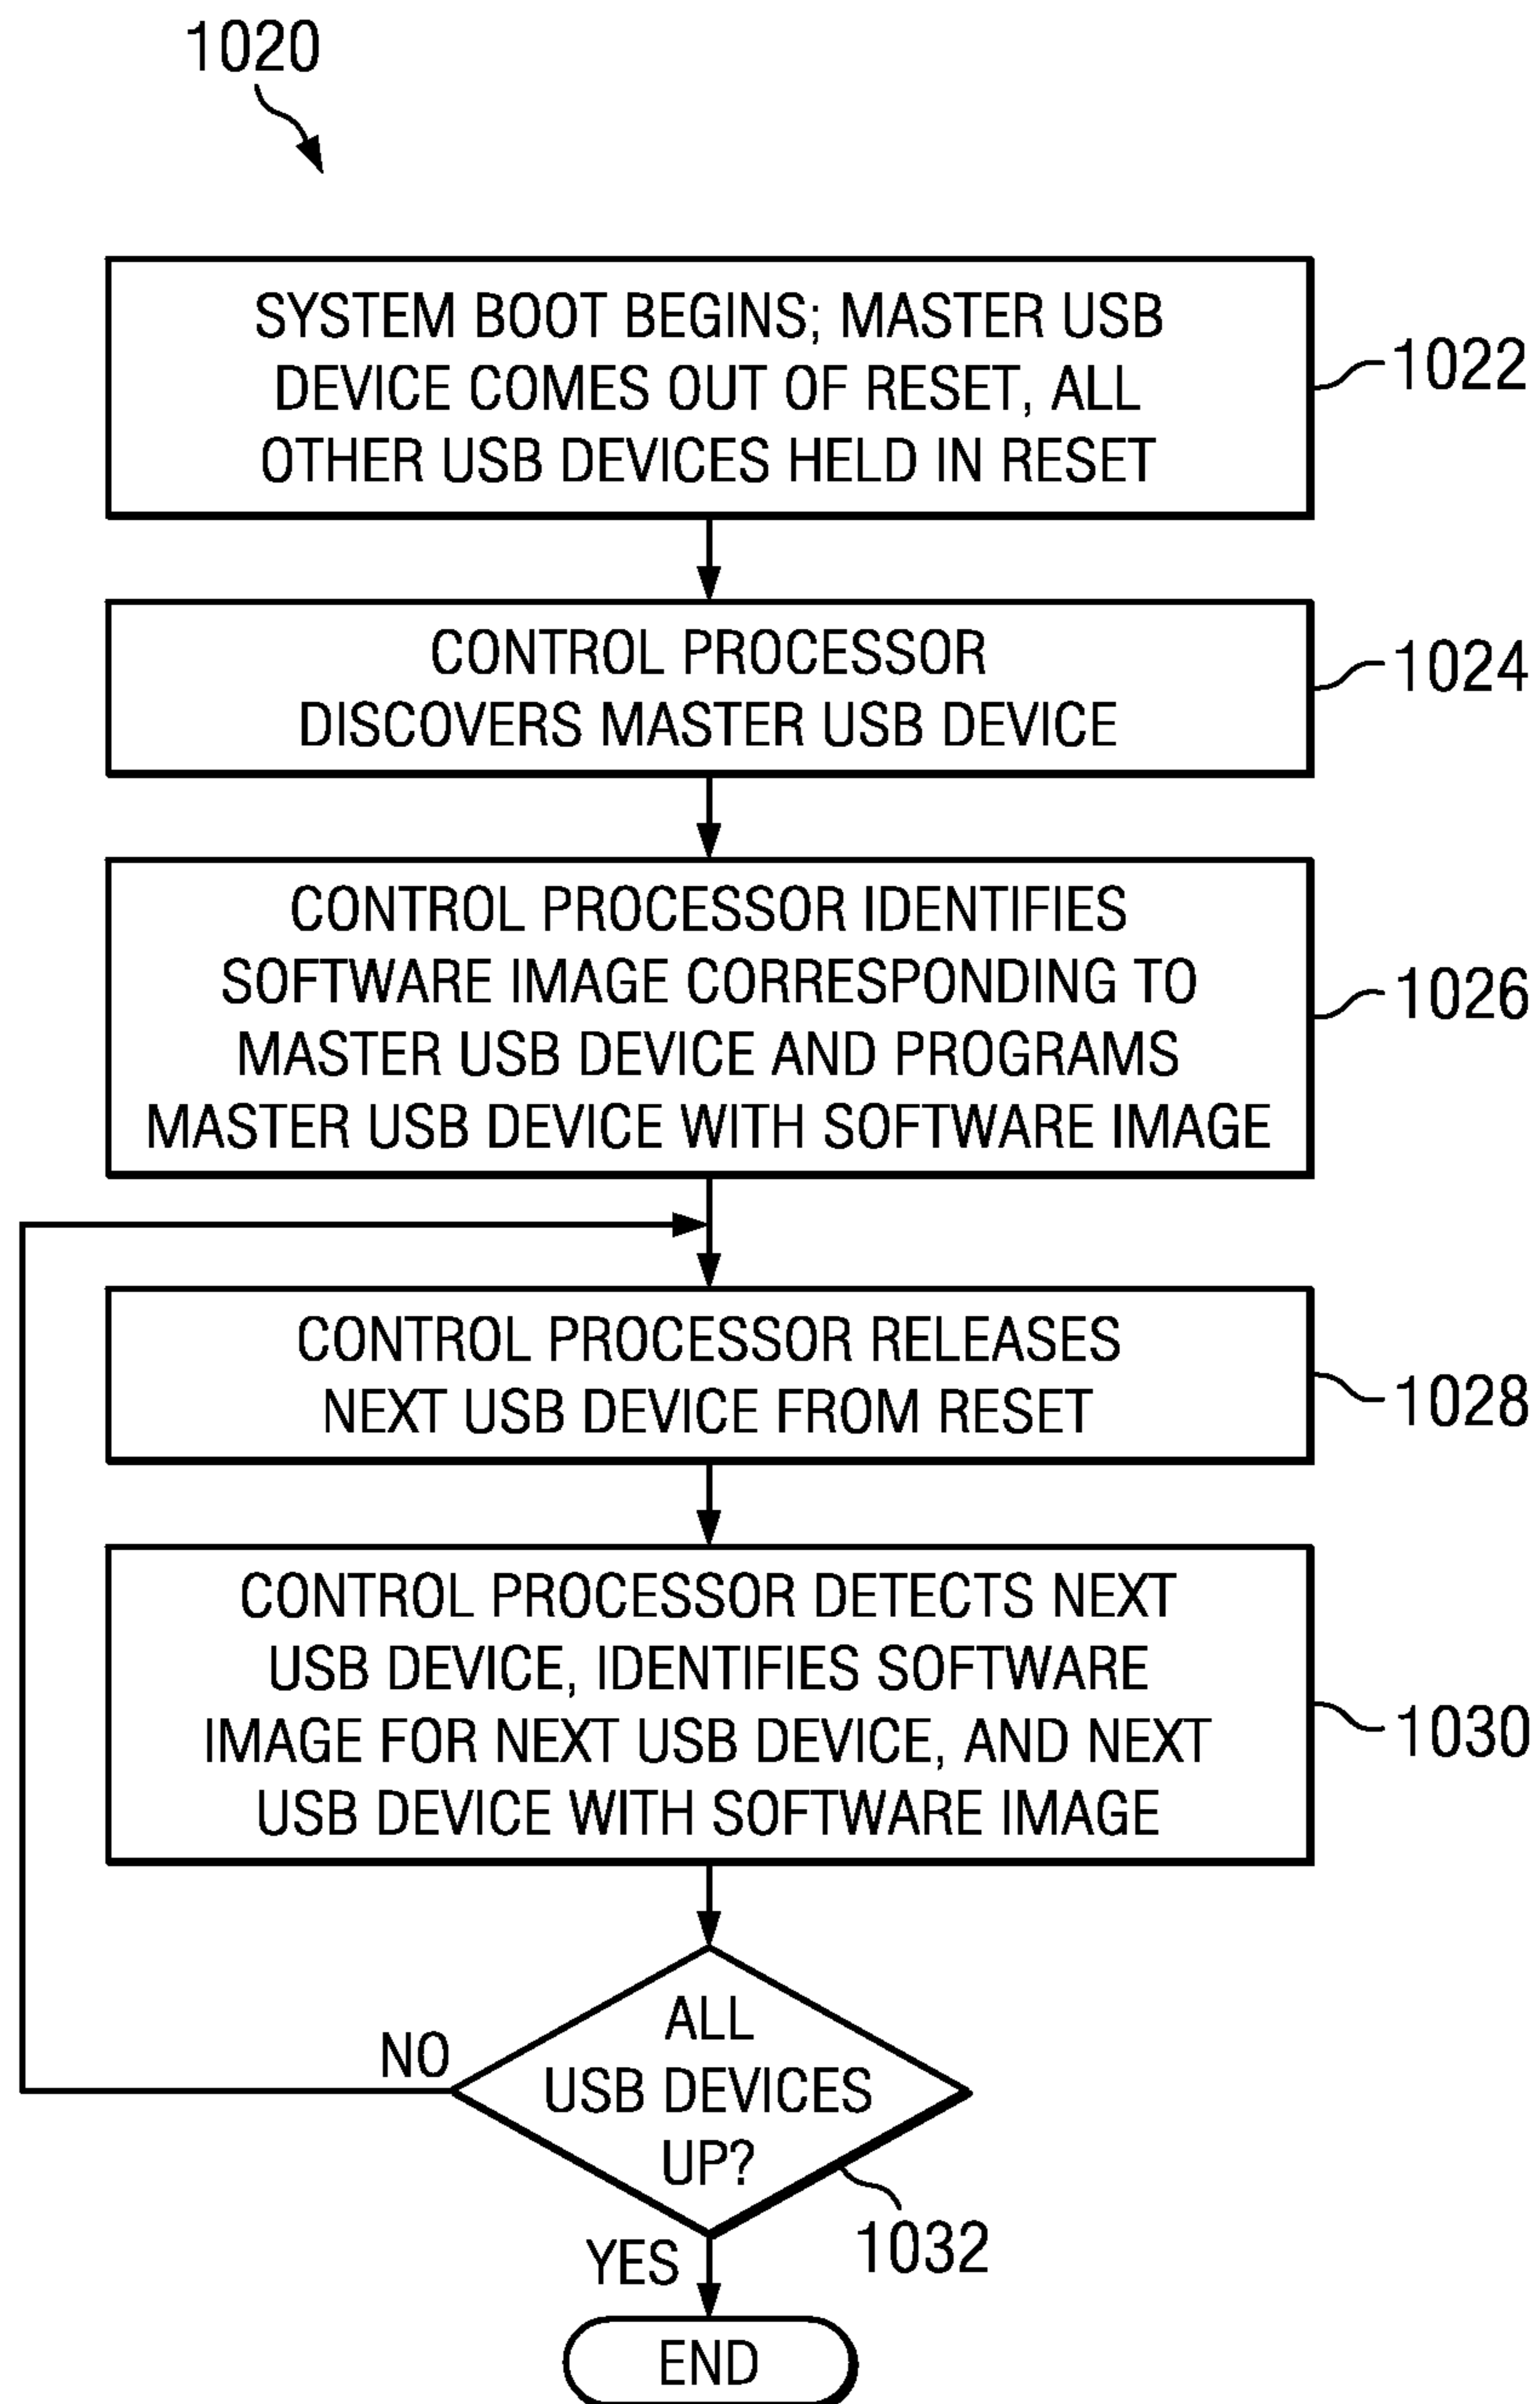 1020
SYSTEM BOOT BEGINS; MASTER USB
DEVICE COMES OUT OF RESET, ALL
OTHER USB DEVICES HELD IN RESET
1022
CONTROL PROCESSOR
DISCOVERS MASTER USB DEVICE
1024
CONTROL PROCESSOR IDENTIFIES
SOFTWARE IMAGE CORRESPONDING TO
MASTER USB DEVICE AND PROGRAMS
MASTER USB DEVICE WITH SOFTWARE IMAGE
1026
CONTROL PROCESSOR RELEASES
NEXT USB DEVICE FROM RESET
1028
CONTROL PROCESSOR DETECTS NEXT
USB DEVICE, IDENTIFIES SOFTWARE
IMAGE FOR NEXT USB DEVICE, AND NEXT
USB DEVICE WITH SOFTWARE IMAGE
1030
ALL
USB DEVICES
UP?
NO
1032
YES
END